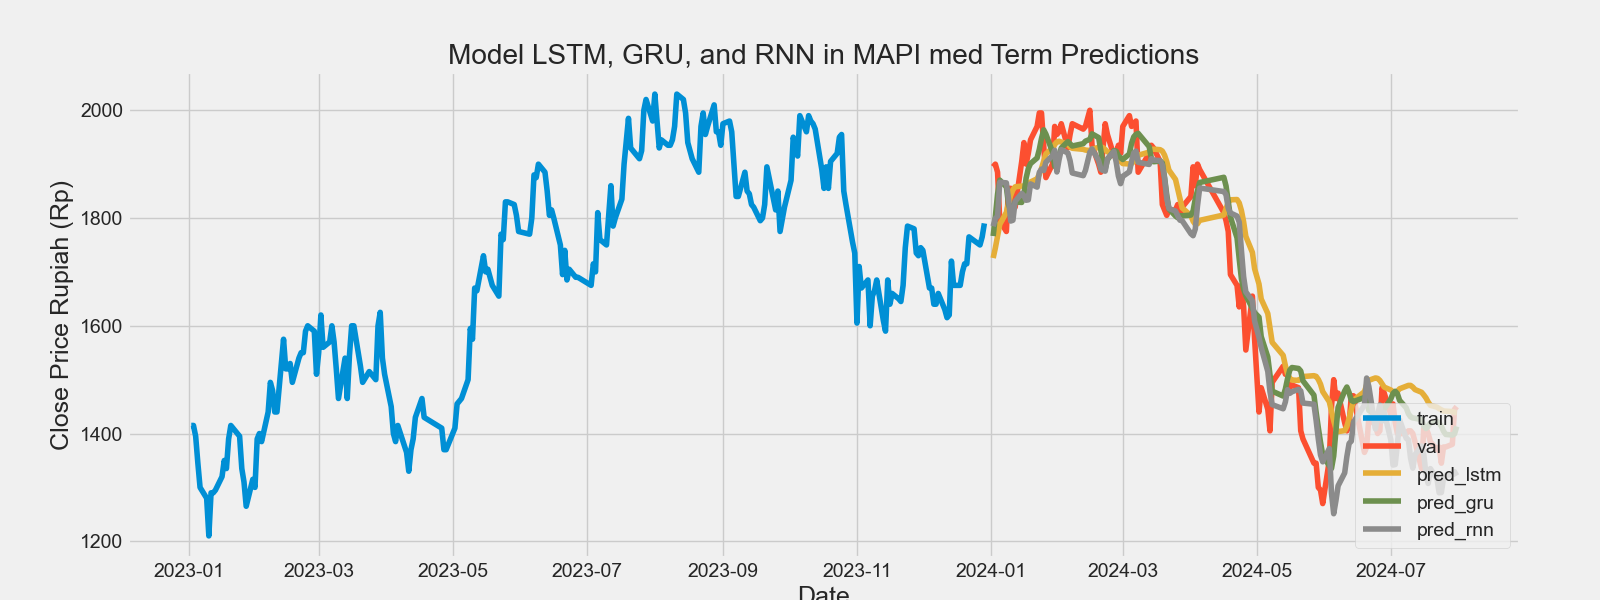 Model LSTM, GRU, and RNN in MAPI med Term Predictions
Close Price Rupiah (Rp)
2000
1800
1600
1400
1200
2023-01 2023-03 2023-05 2023-07 2023-09 2023-11 2024-01 2024-03 2024-05 2024-07
Date
train
val
pred_lstm
pred_gru
pred_rnn